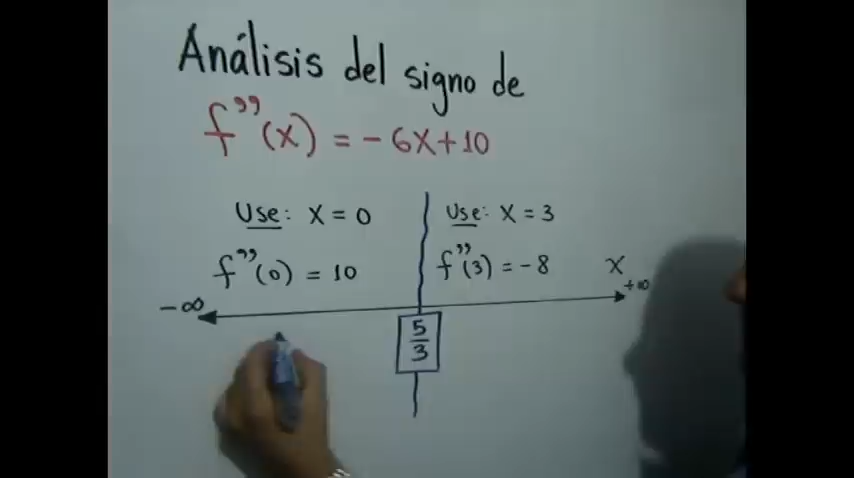 Análisis del signo de
f''(x) = -6x+10
Use: x = 0
Use: x = 3
f''(0) = 10
f''(3) = -8
x
-∞
+∞
5/3